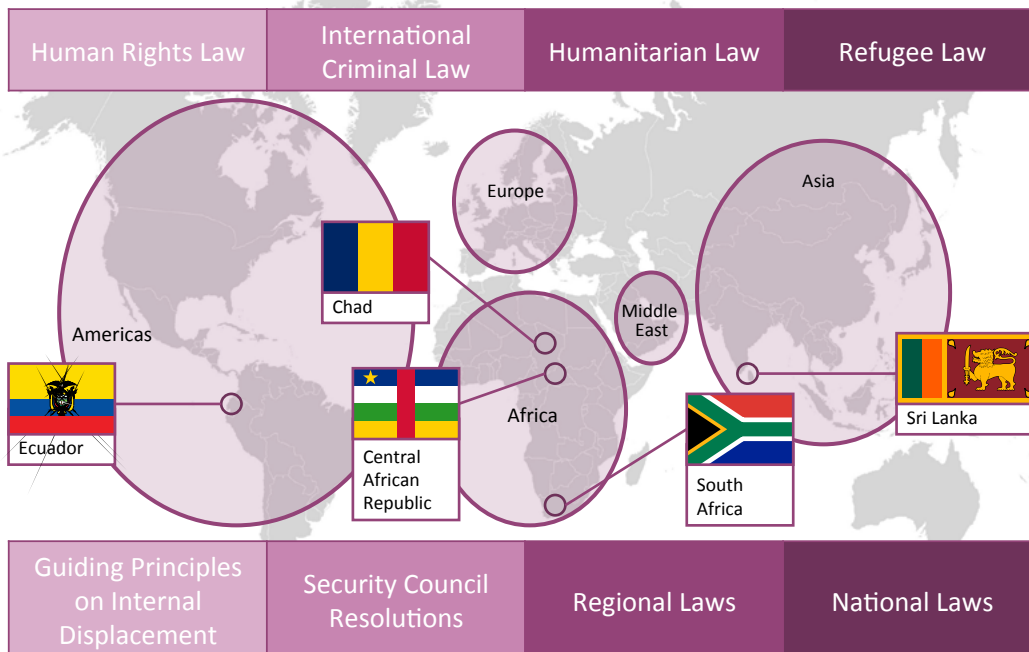 Human Rights Law
International
Criminal Law
Humanitarian Law
Refugee Law
Europe
Asia
Chad
Middle
East
Americas
Ecuador
Central
African
Republic
Africa
South
Africa
Sri Lanka
Guiding Principles
on Internal
Displacement
Security Council
Resolutions
Regional Laws
National Laws